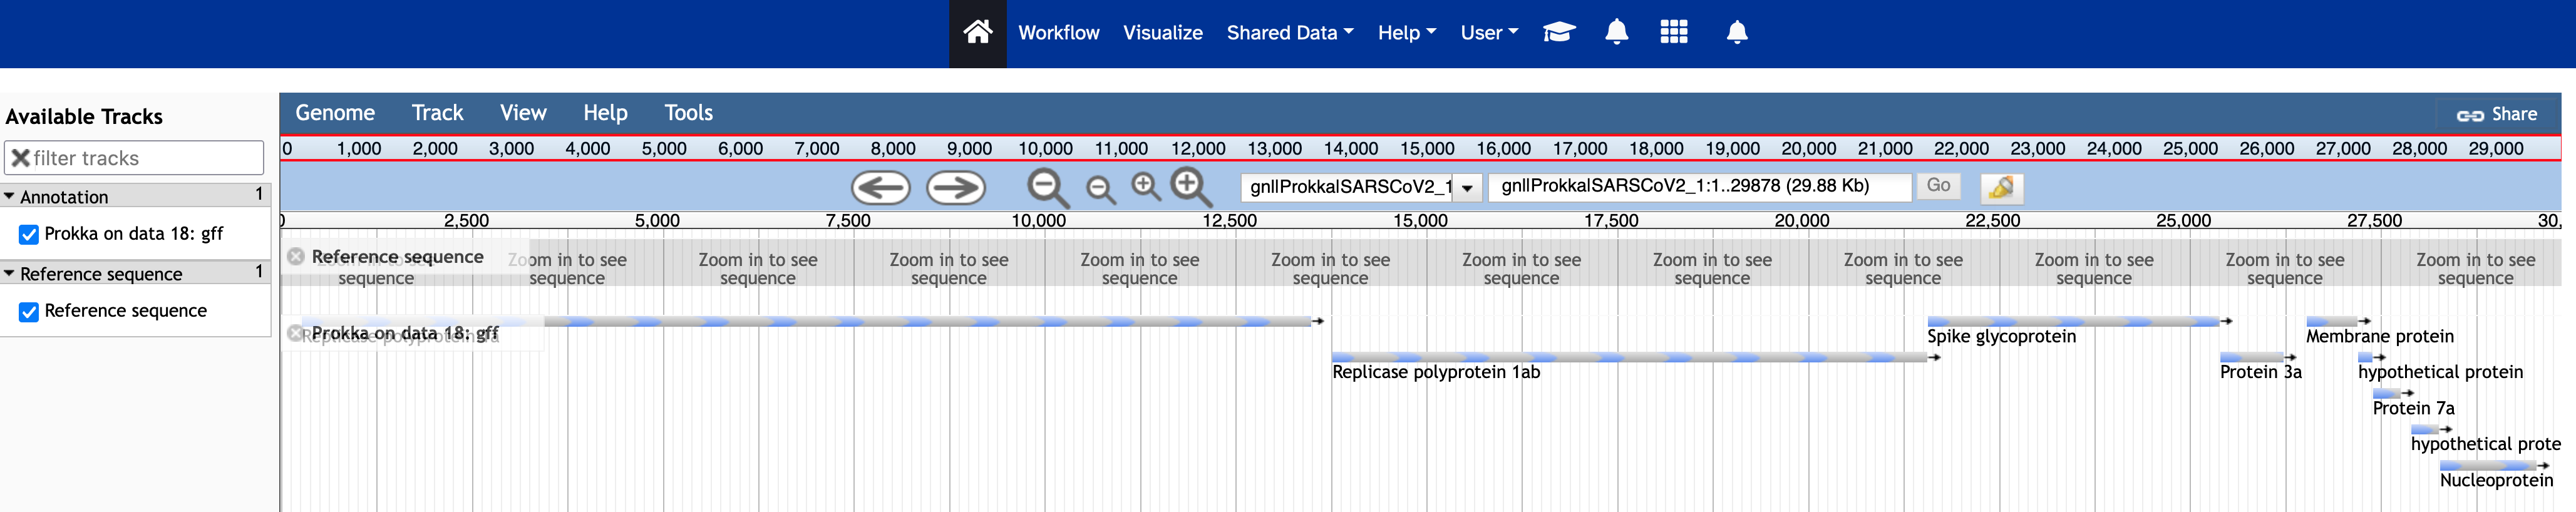 Workflow Visualize Shared Data Help User
Available Tracks
filter tracks
Annotation 1
Prokka on data 18: gff
Reference sequence 1
Reference sequence
Genome Track View Help Tools Share
0 1,000 2,000 3,000 4,000 5,000 6,000 7,000 8,000 9,000 10,000 11,000 12,000 13,000 14,000 15,000 16,000 17,000 18,000 19,000 20,000 21,000 22,000 23,000 24,000 25,000 26,000 27,000 28,000 29,000
gnl|Prokka|SARSCoV2_1 gnl|Prokka|SARSCoV2_1:1..29878 (29.88 Kb) Go
0 2,500 5,000 7,500 10,000 12,500 15,000 17,500 20,000 22,500 25,000 27,500 30,
Reference sequence Zoom in to see Zoom in to see Zoom in to see Zoom in to see Zoom in to see Zoom in to see Zoom in to see Zoom in to see Zoom in to see Zoom in to see Zoom in to see
sequence sequence sequence sequence sequence sequence sequence sequence sequence sequence sequence sequence
Prokka on data 18: gff
Spike glycoprotein Membrane protein
Replicase polyprotein 1ab Protein 3a hypothetical protein
Protein 7a
hypothetical prote
Nucleoprotein